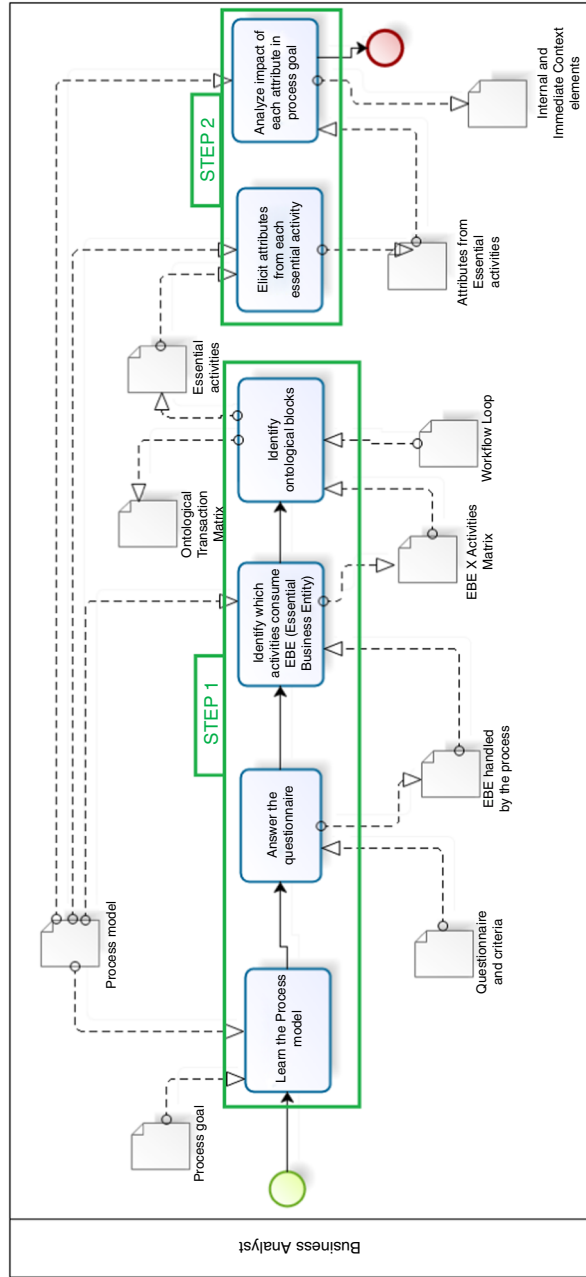 Business Analyst
Process goal
Process model
STEP 1
Learn the Process
model
Answer the
questionnaire
Identify which
activities consume
EBE (Essential
Business Entity)
Identify
ontological blocks
Questionnaire
and criteria
EBE handled
by the process
EBE X Activities
Matrix
Workflow Loop
Ontological
Transaction
Matrix
Essential
activities
STEP 2
Elicit attributes
from each
essential activity
Analyze impact of
each attribute in
process goal
Attributes from
Essential
activities
Internal and
Immediate Context
elements